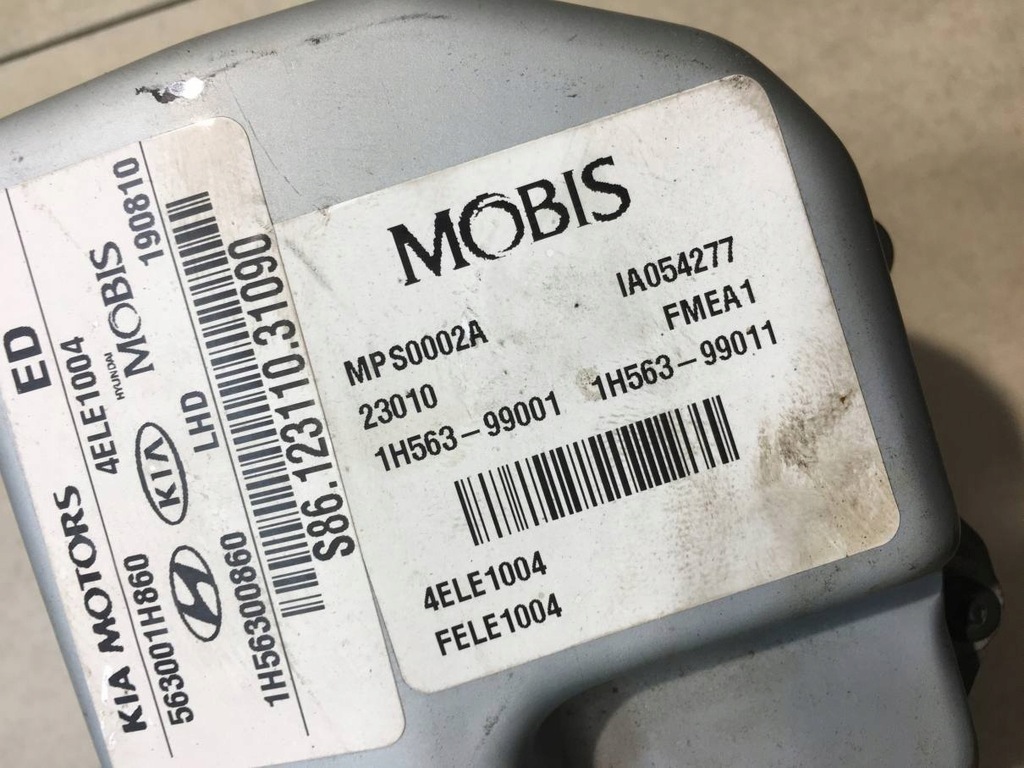 ED
KIA MOTORS 4ELE1004
563001H860 KIA HYUNDAI MOBIS 190810
LHD
1H56300860
S86.123110.31090
MOBIS
MPS0002A IA054277
23010 FMEA1
1H563-99001 1H563-99011
4ELE1004
FELE1004